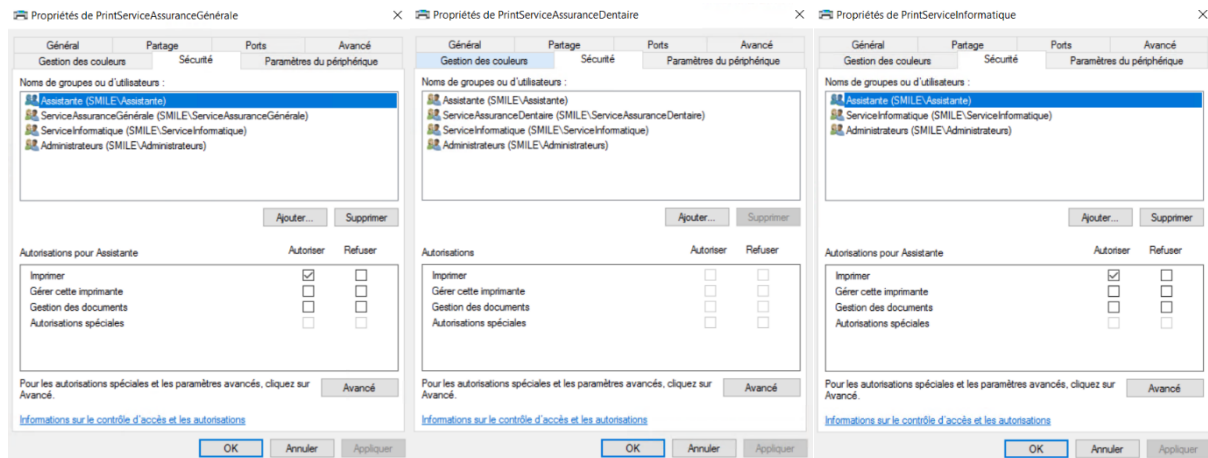 Propriétés de PrintServiceAssuranceGénérale
Général Partage Ports Avancé
Gestion des couleurs Sécurité Paramètres du périphérique
Noms de groupes ou d'utilisateurs :
Assistante (SMILE\Assistante)
ServiceAssuranceGénérale (SMILE\ServiceAssuranceGénérale)
ServiceInformatique (SMILE\ServiceInformatique)
Administrateurs (SMILE\Administrateurs)
Ajouter... Supprimer
Autorisations pour Assistante Autoriser Refuser
Imprimer
Gérer cette imprimante
Gestion des documents
Autorisations spéciales
Pour les autorisations spéciales et les paramètres avancés, cliquez sur
Avancé.
Avancé
Informations sur le contrôle d'accès et les autorisations
OK Annuler Appliquer
Propriétés de PrintServiceAssuranceDentaire
Général Partage Ports Avancé
Gestion des couleurs Sécurité Paramètres du périphérique
Noms de groupes ou d'utilisateurs :
Assistante (SMILE\Assistante)
ServiceAssuranceDentaire (SMILE\ServiceAssuranceDentaire)
ServiceInformatique (SMILE\ServiceInformatique)
Administrateurs (SMILE\Administrateurs)
Ajouter... Supprimer
Autorisations Autoriser Refuser
Imprimer
Gérer cette imprimante
Gestion des documents
Autorisations spéciales
Pour les autorisations spéciales et les paramètres avancés, cliquez sur
Avancé.
Avancé
Informations sur le contrôle d'accès et les autorisations
OK Annuler Appliquer
Propriétés de PrintServiceInformatique
Général Partage Ports Avancé
Gestion des couleurs Sécurité Paramètres du périphérique
Noms de groupes ou d'utilisateurs :
Assistante (SMILE\Assistante)
ServiceInformatique (SMILE\ServiceInformatique)
Administrateurs (SMILE\Administrateurs)
Ajouter... Supprimer
Autorisations pour Assistante Autoriser Refuser
Imprimer
Gérer cette imprimante
Gestion des documents
Autorisations spéciales
Pour les autorisations spéciales et les paramètres avancés, cliquez sur
Avancé.
Avancé
Informations sur le contrôle d'accès et les autorisations
OK Annuler Appliquer